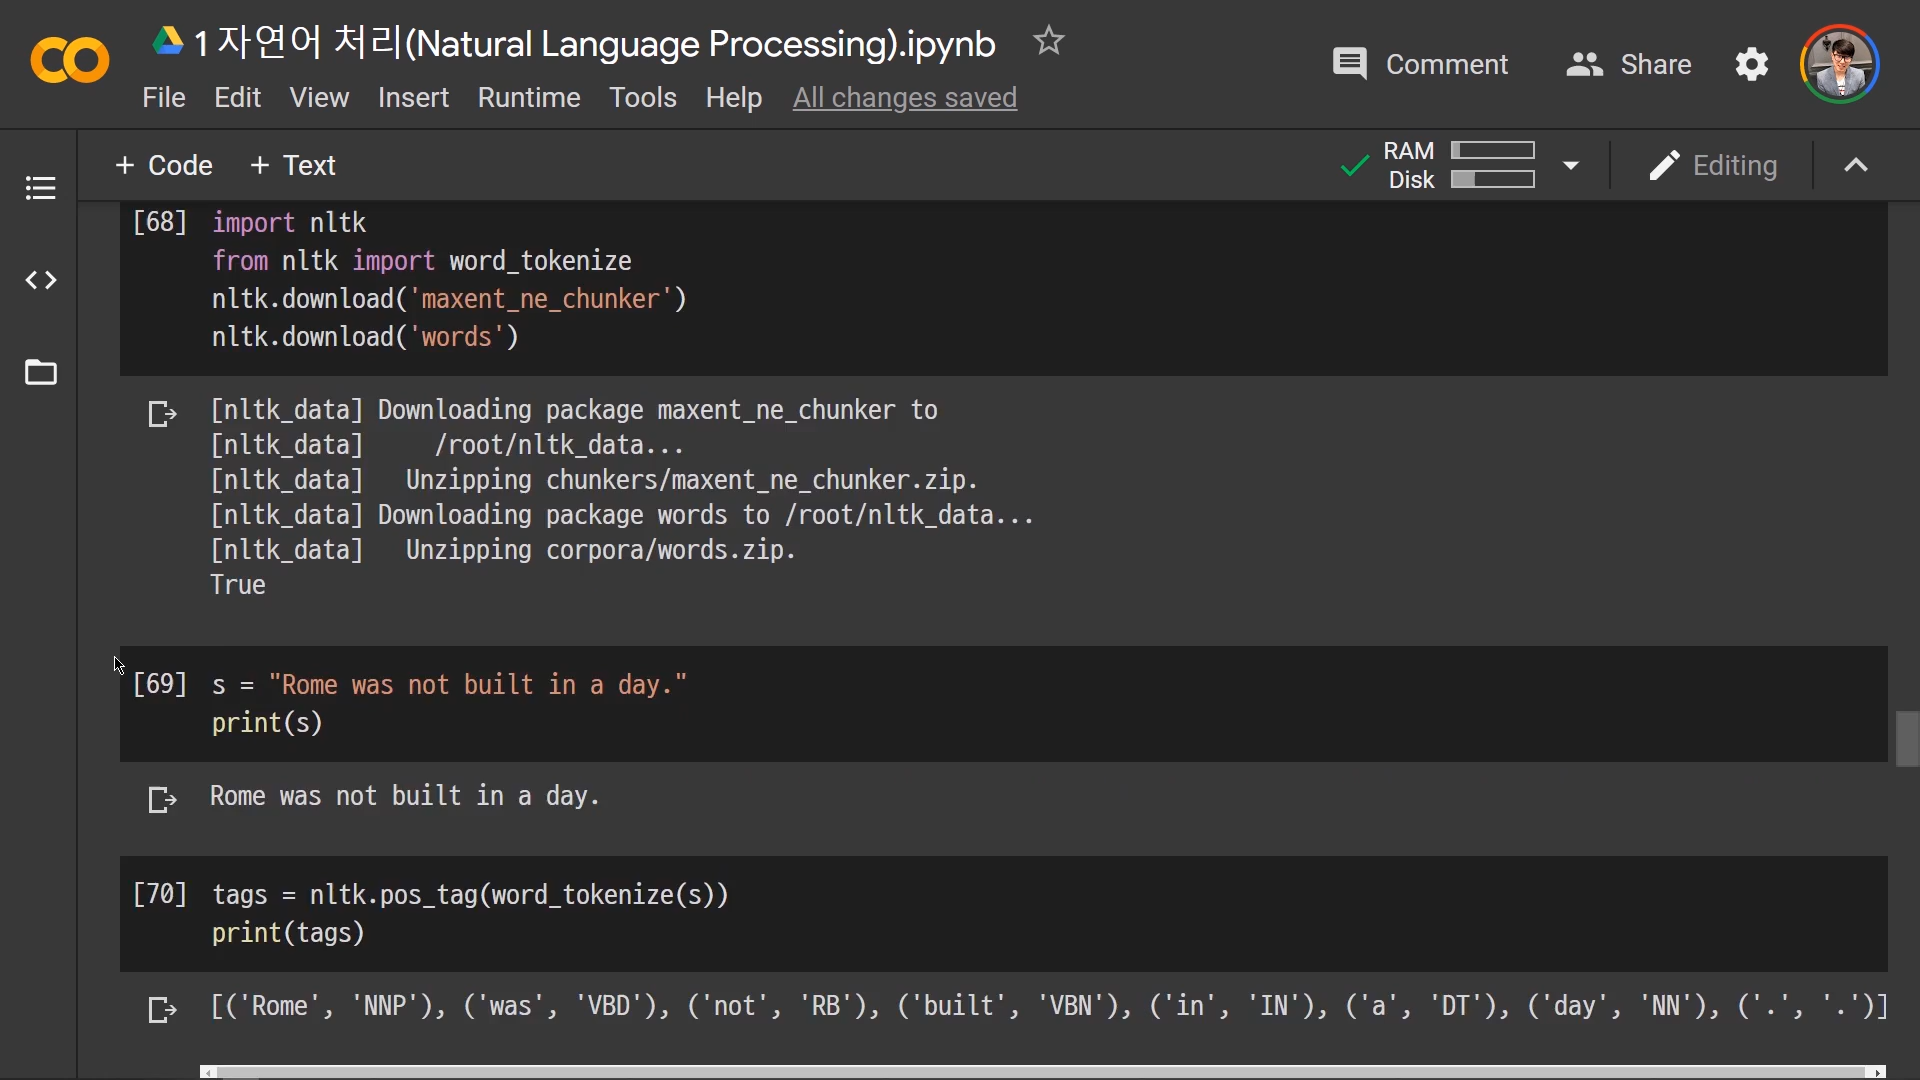 1 자연어 처리(Natural Language Processing).ipynb
File Edit View Insert Runtime Tools Help All changes saved
Comment Share
+ Code + Text
RAM
Disk
Editing
[68] import nltk
from nltk import word_tokenize
nltk.download('maxent_ne_chunker')
nltk.download('words')
[nltk_data] Downloading package maxent_ne_chunker to
[nltk_data]     /root/nltk_data...
[nltk_data]   Unzipping chunkers/maxent_ne_chunker.zip.
[nltk_data] Downloading package words to /root/nltk_data...
[nltk_data]   Unzipping corpora/words.zip.
True
[69] s = "Rome was not built in a day."
print(s)
Rome was not built in a day.
[70] tags = nltk.pos_tag(word_tokenize(s))
print(tags)
[('Rome', 'NNP'), ('was', 'VBD'), ('not', 'RB'), ('built', 'VBN'), ('in', 'IN'), ('a', 'DT'), ('day', 'NN'), ('.', '.')]